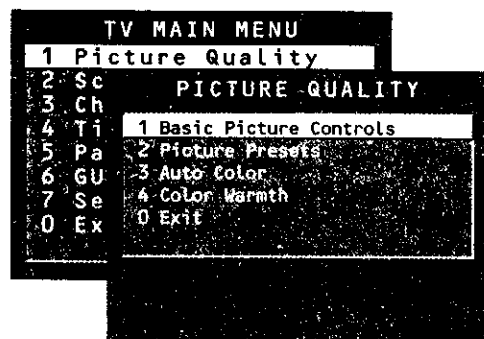 TV MAIN MENU
1 Picture Quality
2 Sc
3 Ch
4 Ti
5 Pa
6 GU
7 Se
0 Ex
PICTURE QUALITY
1 Basic Picture Controls
2 Picture Presets
3 Auto Color
4 Color Warmth
0 Exit